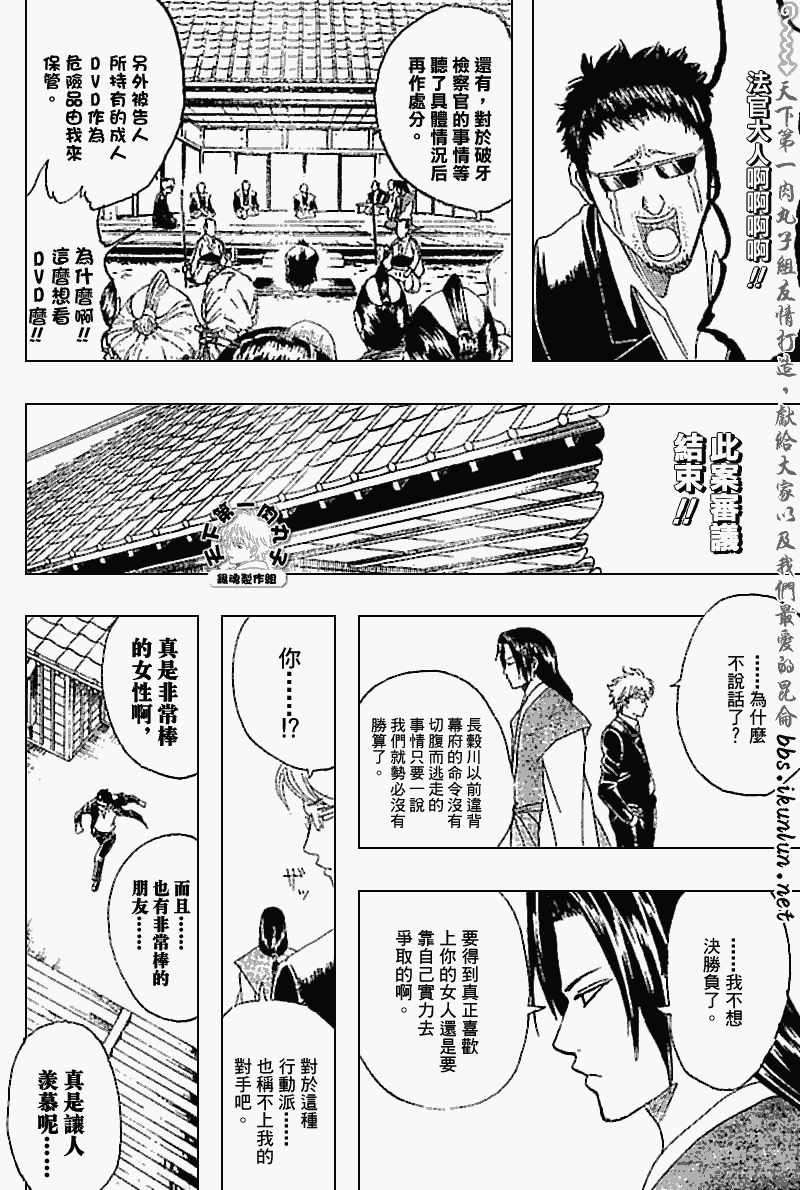 法官大人啊啊啊啊!!
還有，對於破牙
檢察官的事情等
聽了具體情況后
再作處分。
另外被告人
所持有的成人
DVD作為
危險品由我來
保管。
為什麼啊!!
這麼想看
DVD麼!!
此案審議
結束!!
……為什麼
不說話了?
長穀川以前違背
幕府的命令沒有
切腹而逃走的
事情只要一說
我們就勢必沒有
勝算了。
……我不想
決勝負了。
要得到真正喜歡
上你的女人還是要
靠自己實力去
爭取的啊。
你……!?
對於這種
行動派……
也稱不上我的
對手吧。
真是非常棒
的女性啊，
而且……
也有非常棒的
朋友……
真是讓人
羨慕呢……
天下第一肉丸子
銀魂製作組
天下第一肉丸子組友情打造，獻給大家以及我們最愛的昆侖 bbs.ikunlun.net